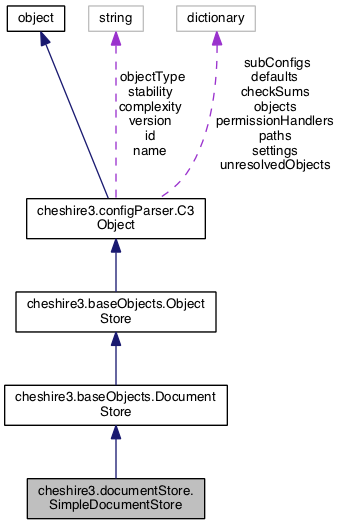 object
string
dictionary
objectType
stability
complexity
version
id
name
subConfigs
defaults
checkSums
objects
permissionHandlers
paths
settings
unresolvedObjects
cheshire3.configParser.C3
Object
cheshire3.baseObjects.Object
Store
cheshire3.baseObjects.Document
Store
cheshire3.documentStore.
SimpleDocumentStore